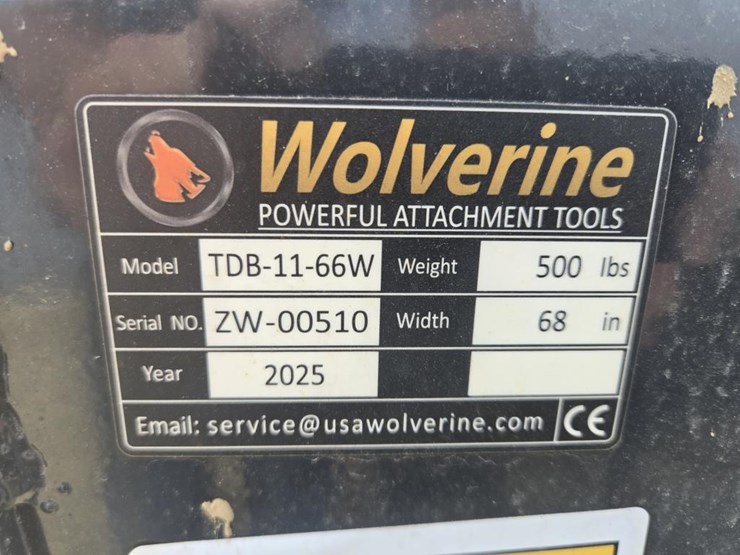 Wolverine
POWERFUL ATTACHMENT TOOLS
Model TDB-11-66W Weight 500 lbs
Serial NO. ZW-00510 Width 68 in
Year 2025
Email: service@usawolverine.com CE